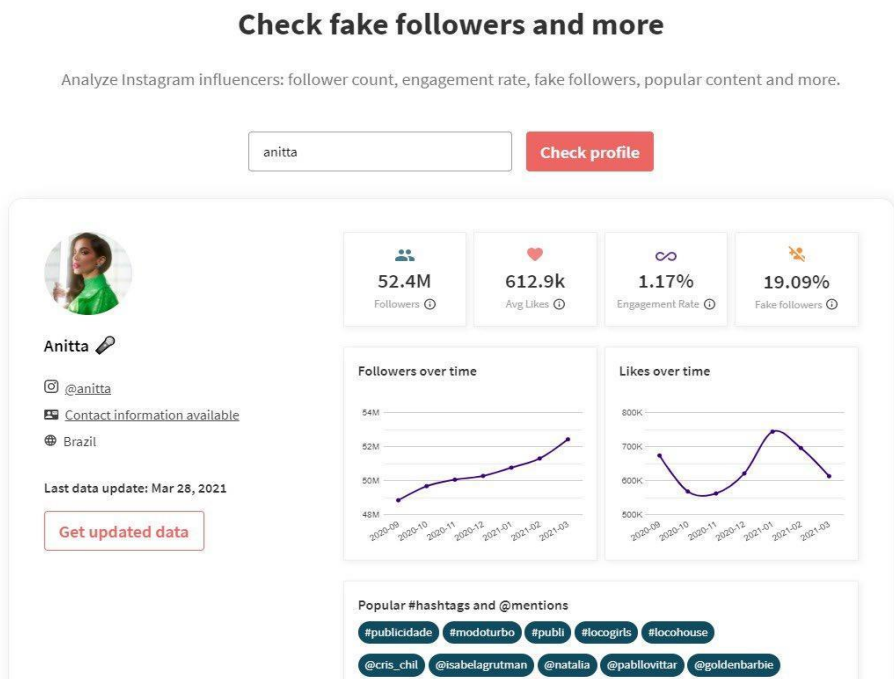 Check fake followers and more
Analyze Instagram influencers: follower count, engagement rate, fake followers, popular content and more.
anitta
Check profile
Anitta
@anitta
Contact information available
Brazil
Last data update: Mar 28, 2021
Get updated data
52.4M
Followers
612.9k
Avg Likes
1.17%
Engagement Rate
19.09%
Fake followers
Followers over time
54M
52M
50M
48M
2020-09 2020-10 2020-11 2020-12 2021-01 2021-02 2021-03
Likes over time
800K
700K
600K
500K
2020-09 2020-10 2020-11 2020-12 2021-01 2021-02 2021-03
Popular #hashtags and @mentions
#publicidade #modoturbo #publi #locogirls #locohouse
@cris_chil @isabelagrutman @natalia @pabllovittar @goldenbarbie